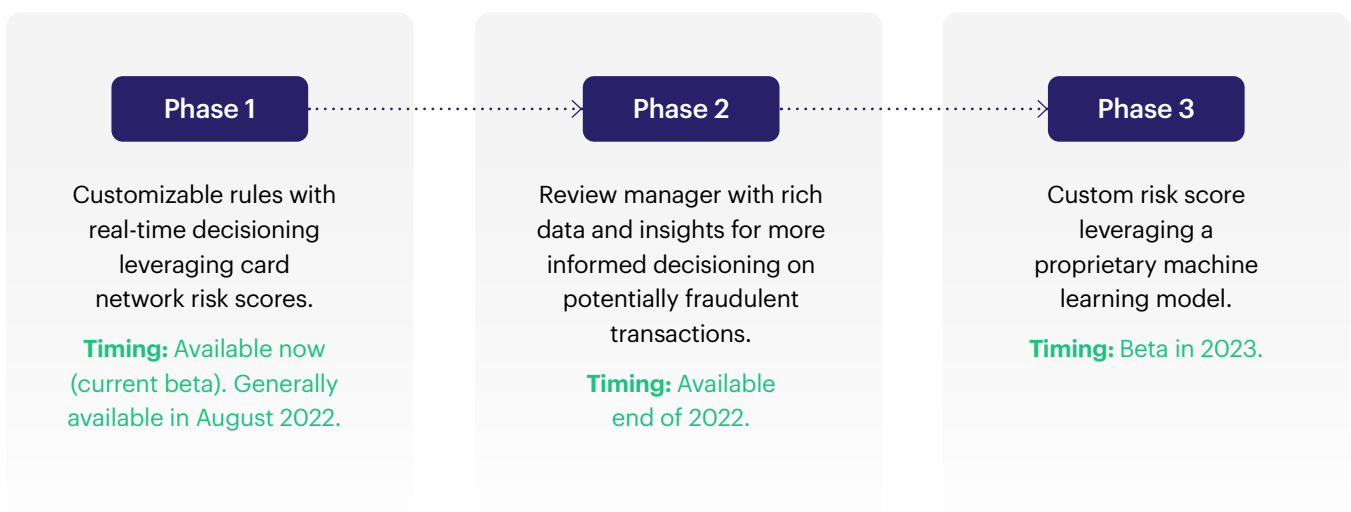 Phase 1
Customizable rules with
real-time decisioning
leveraging card
network risk scores.
Timing: Available now
(current beta). Generally
available in August 2022.
Phase 2
Review manager with rich
data and insights for more
informed decisioning on
potentially fraudulent
transactions.
Timing: Available
end of 2022.
Phase 3
Custom risk score
leveraging a
proprietary machine
learning model.
Timing: Beta in 2023.